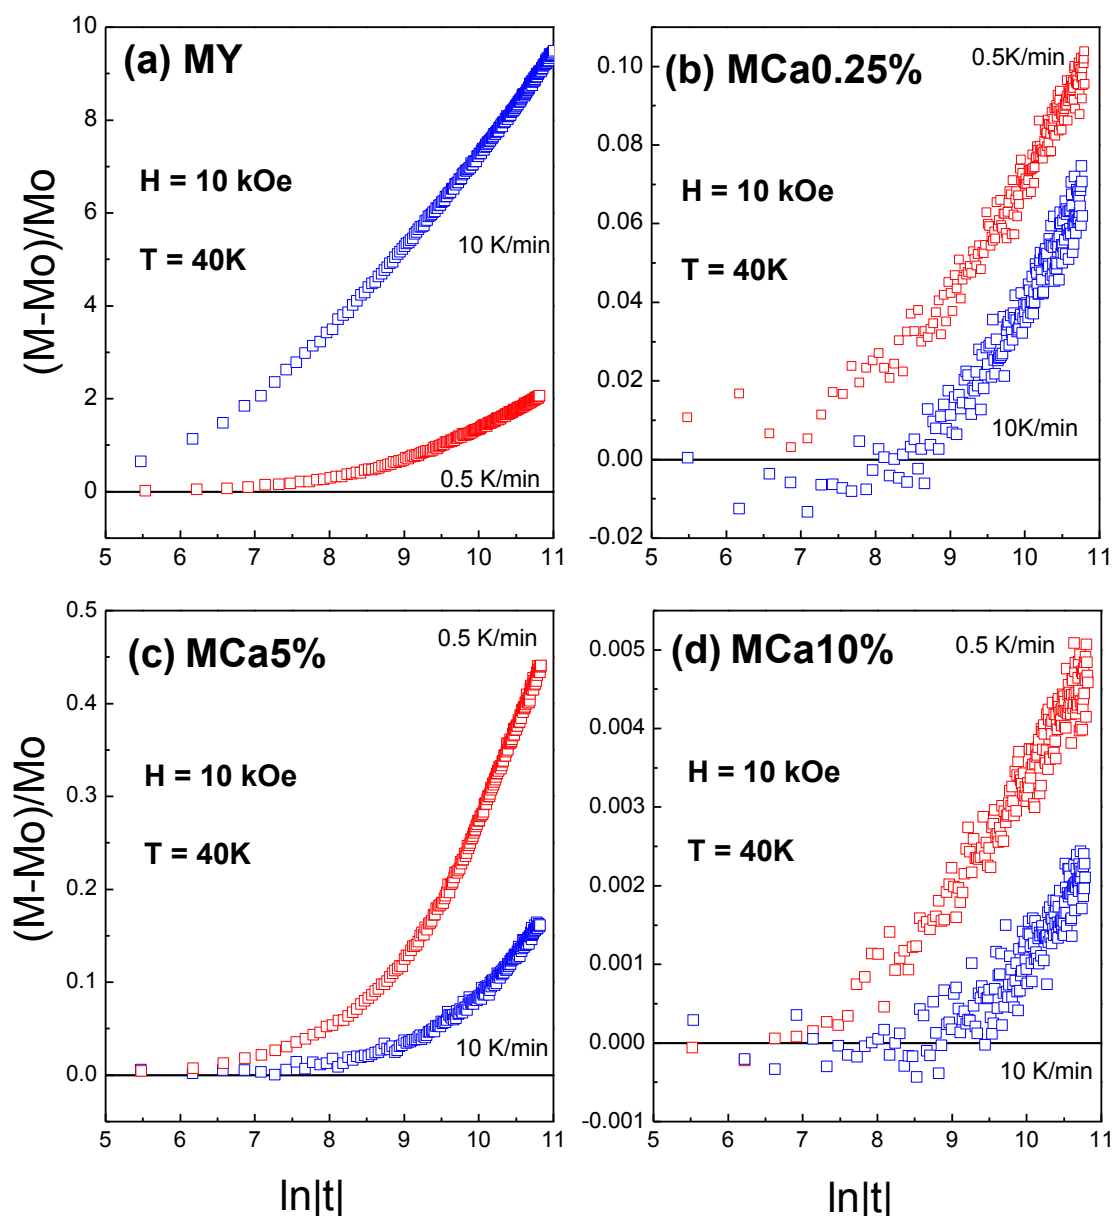 (a) MY
H = 10 kOe
T = 40K
10 K/min
0.5 K/min
(M-Mo)/Mo
10
8
6
4
2
0
5 6 7 8 9 10 11
(b) MCa0.25%
0.5K/min
H = 10 kOe
T = 40K
10K/min
0.10
0.08
0.06
0.04
0.02
0.00
-0.02
5 6 7 8 9 10 11
(c) MCa5%
0.5 K/min
H = 10 kOe
T = 40K
10 K/min
(M-Mo)/Mo
0.5
0.4
0.3
0.2
0.1
0.0
5 6 7 8 9 10 11
ln|t|
(d) MCa10%
0.5 K/min
H = 10 kOe
T = 40K
10 K/min
0.005
0.004
0.003
0.002
0.001
0.000
-0.001
5 6 7 8 9 10 11
ln|t|